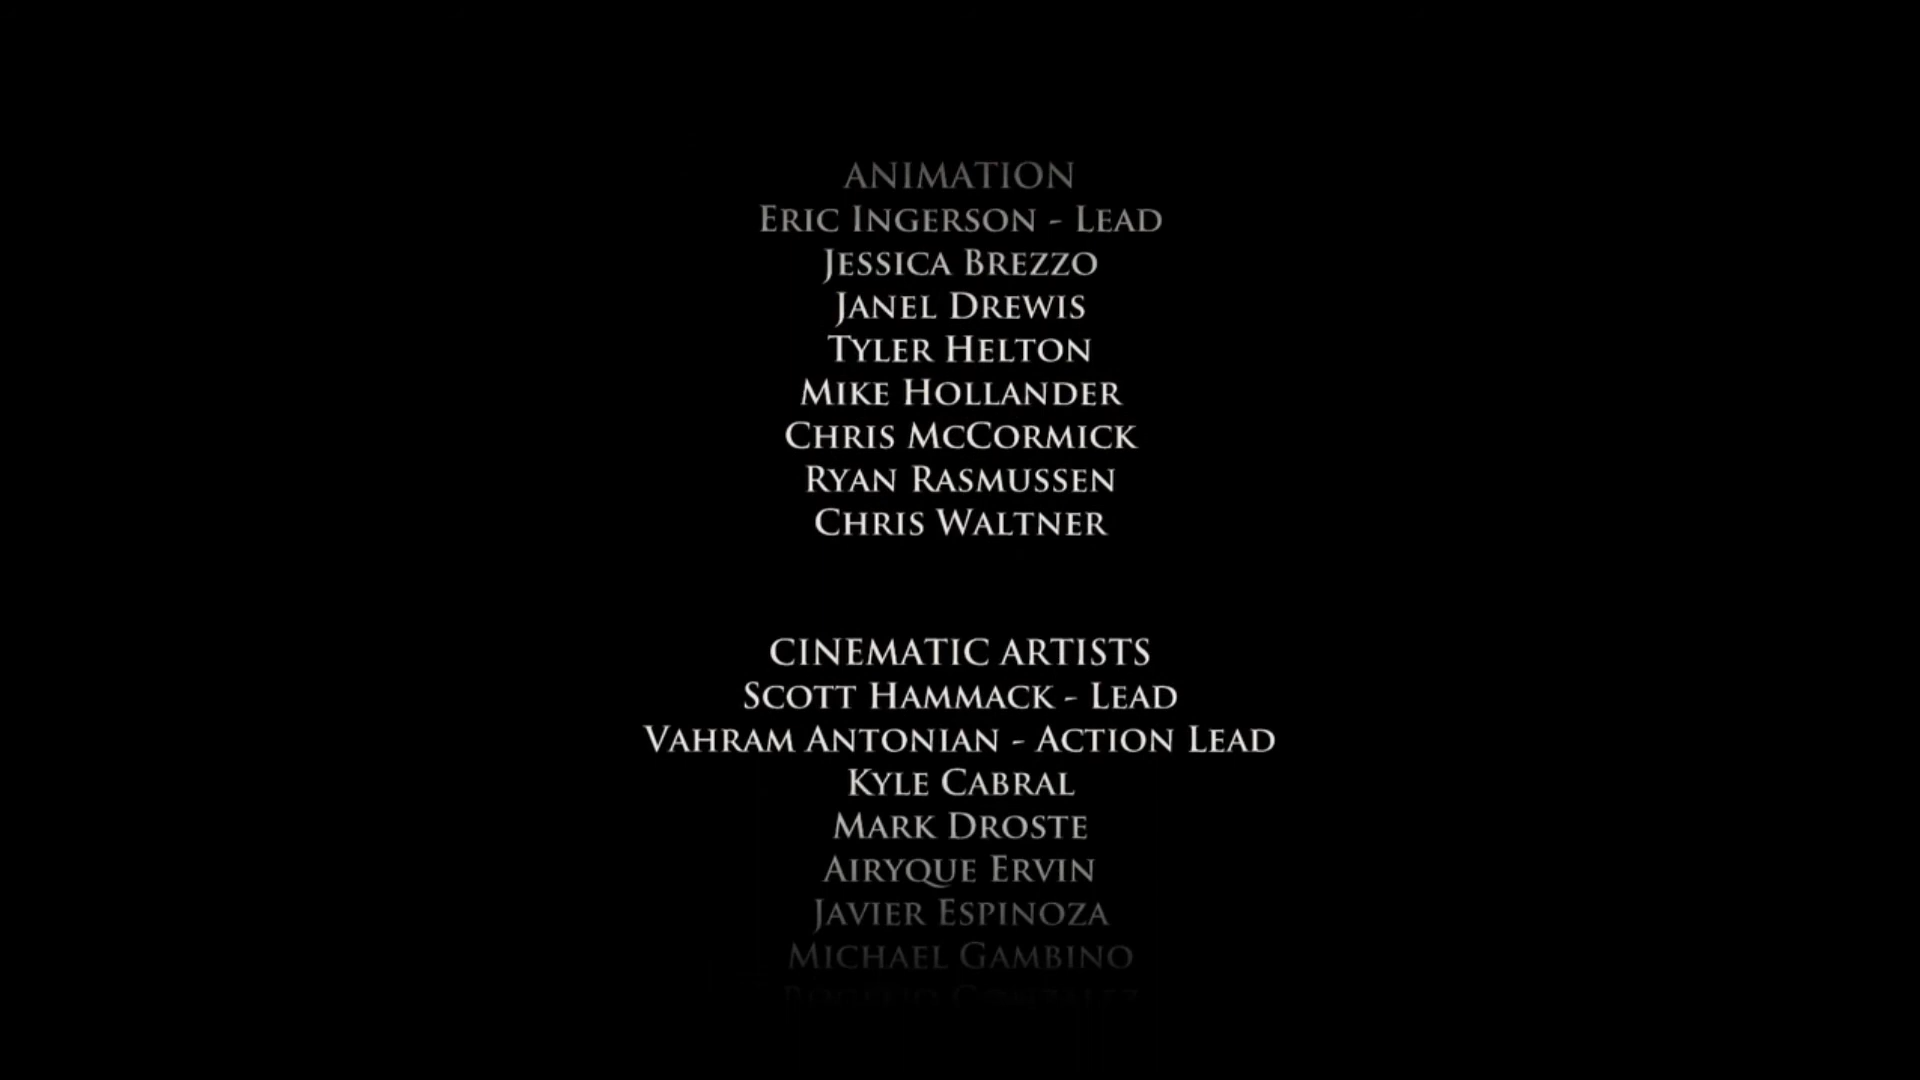 ANIMATION
ERIC INGERSON - LEAD
JESSICA BREZZO
JANEL DREWIS
TYLER HELTON
MIKE HOLLANDER
CHRIS MCCORMICK
RYAN RASMUSSEN
CHRIS WALTNER
CINEMATIC ARTISTS
SCOTT HAMMACK - LEAD
VAHRAM ANTONIAN - ACTION LEAD
KYLE CABRAL
MARK DROSTE
AIRYQUE ERVIN
JAVIER ESPINOZA
MICHAEL GAMBINO